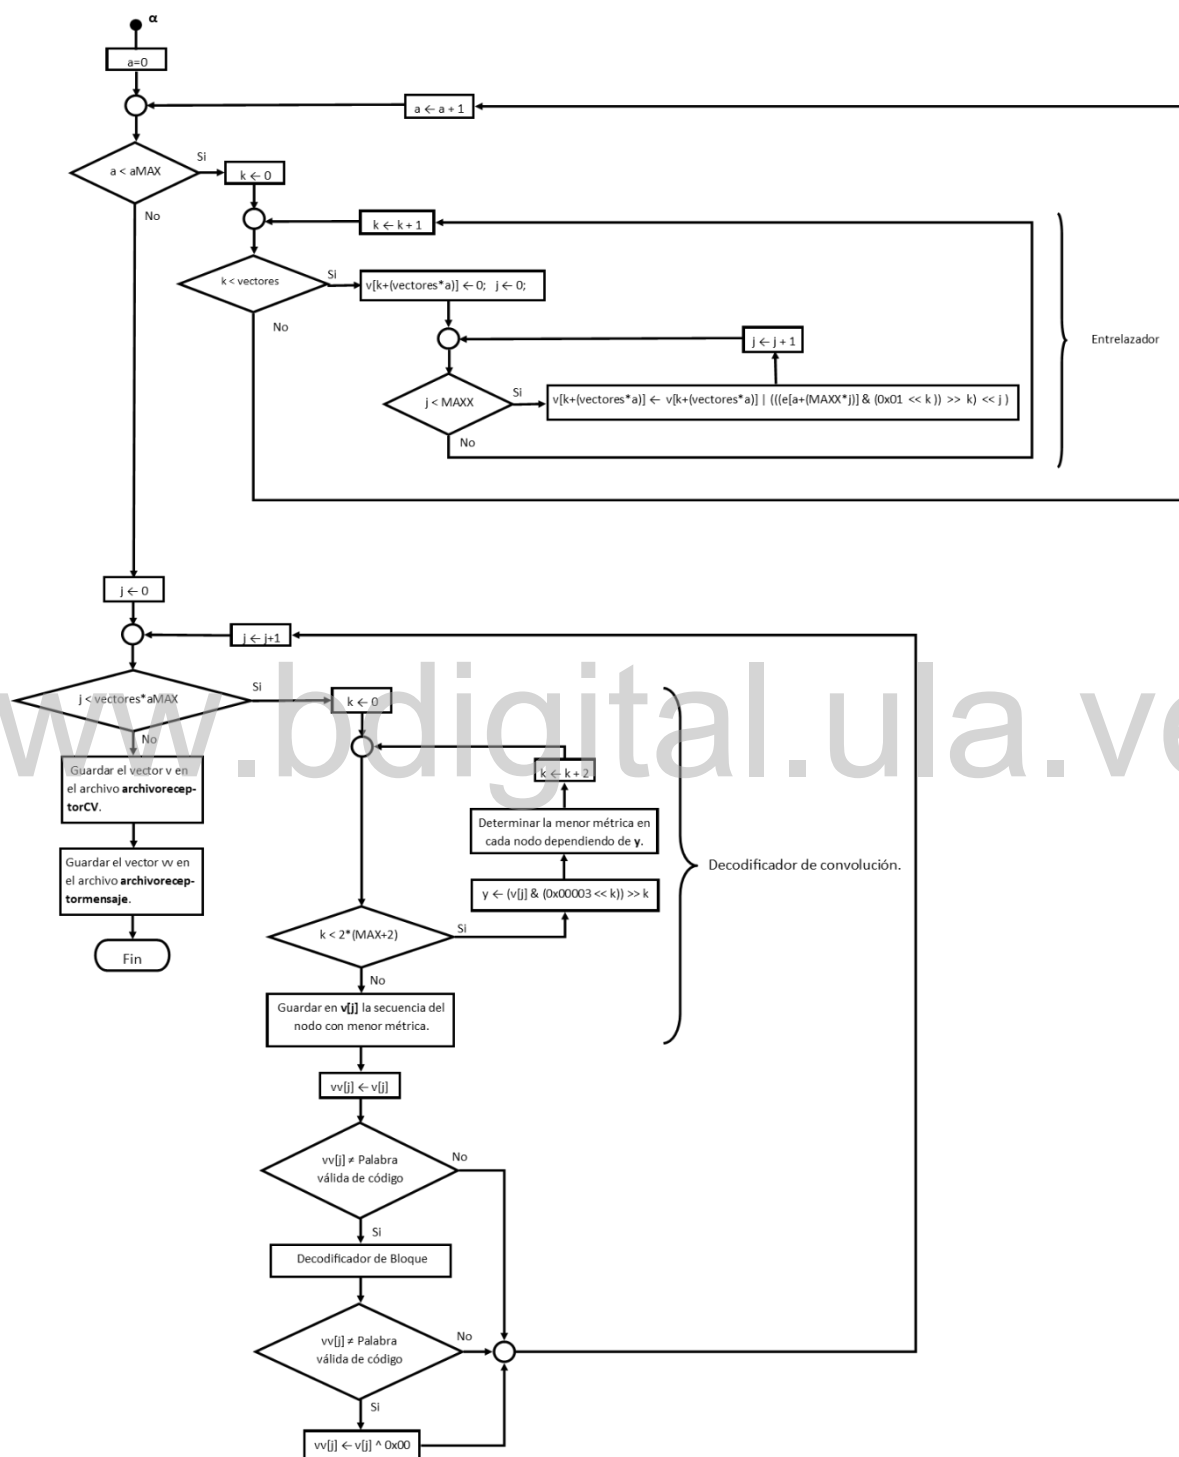 α
a=0
a ← a + 1
a < aMAX
Si
k ← 0
No
k ← k + 1
k < vectores
Si
v[k+(vectores*a)] ← 0; j ← 0;
No
j ← j + 1
Entrelazador
j < MAXX
Si
v[k+(vectores*a)] ← v[k+(vectores*a)] | (((e[a+(MAXX*j)] & (0x01 << k )) >> k) << j )
No
j ← 0
j ← j+1
j < vectores*aMAX
Si
k ← 0
No
www.bdigital.ula.ve
Guardar el vector v en
el archivo archivorecep-
torCV.
k ← k + 2
Determinar la menor métrica en
cada nodo dependiendo de y.
Guardar el vector vv en
el archivo archivorecep-
tormensaje.
Decodificador de convolución.
y ← (v[j] & (0x00003 << k)) >> k
k < 2*(MAX+2)
Si
Fin
No
Guardar en v[j] la secuencia del
nodo con menor métrica.
vv[j] ← v[j]
vv[j] ≠ Palabra
válida de código
No
Si
Decodificador de Bloque
vv[j] ≠ Palabra
válida de código
No
Si
vv[j] ← v[j] ^ 0x00